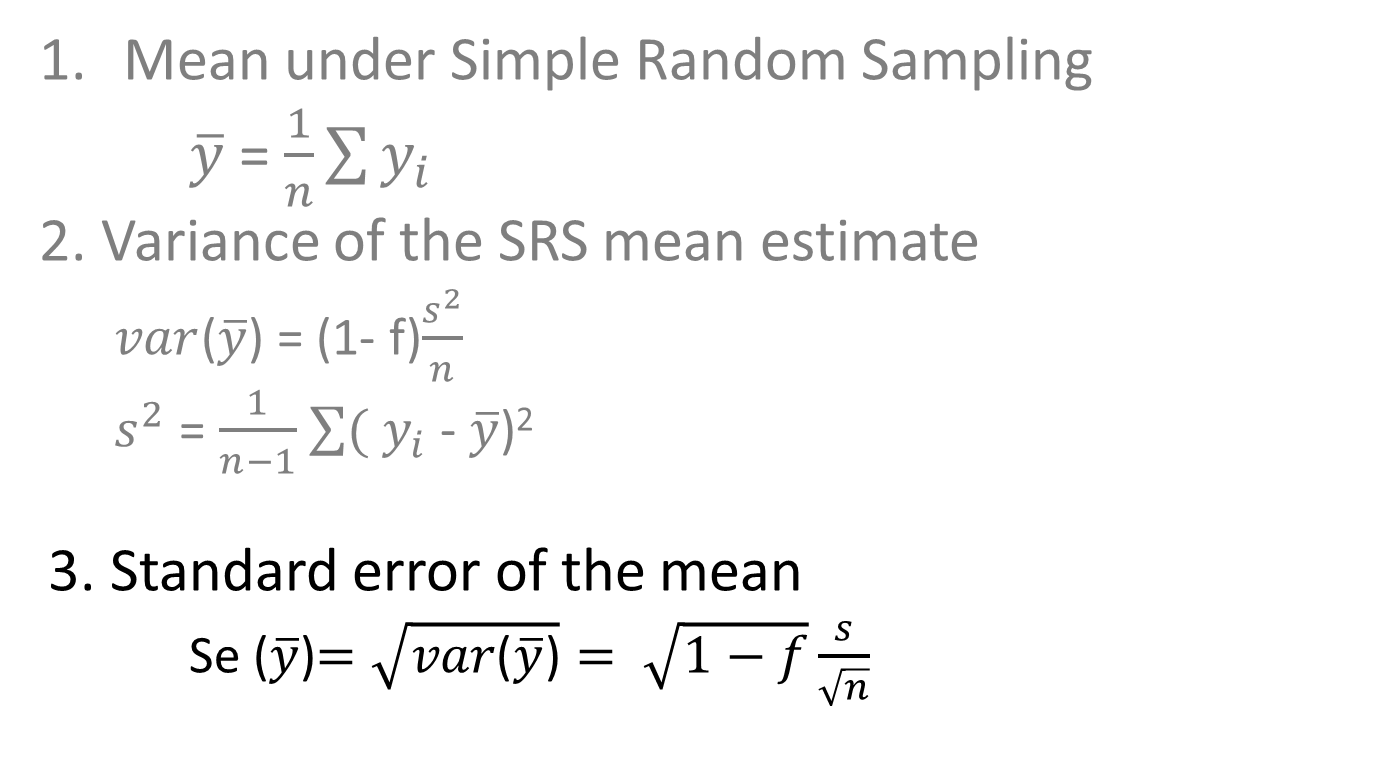 1. Mean under Simple Random Sampling
y̅ = 1/n ∑ yᵢ
2. Variance of the SRS mean estimate
var(y̅) = (1- f) s²/n
s² = 1/(n−1) ∑( yᵢ - y̅)²
3. Standard error of the mean
Se (y̅)= √var(y̅) = √1 − f s/√n